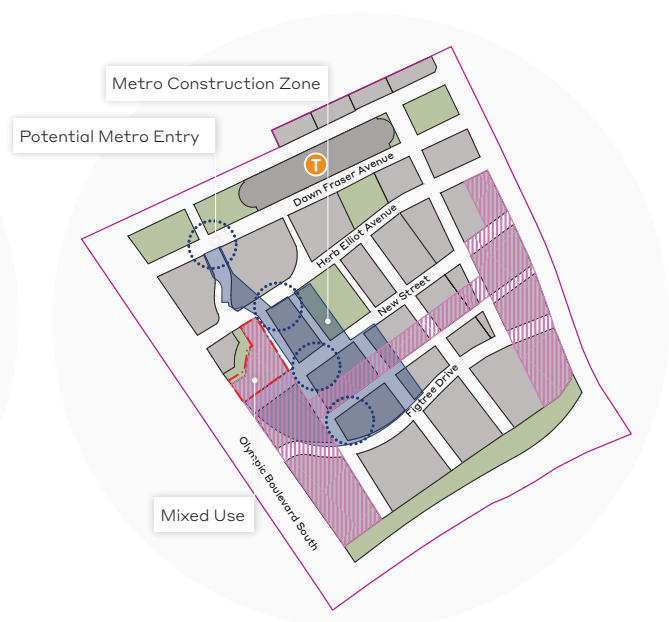 Metro Construction Zone
Potential Metro Entry
T
Dawn Fraser Avenue
Herb Elliot Avenue
New Street
Figtree Drive
Olympic Boulevard South
Mixed Use